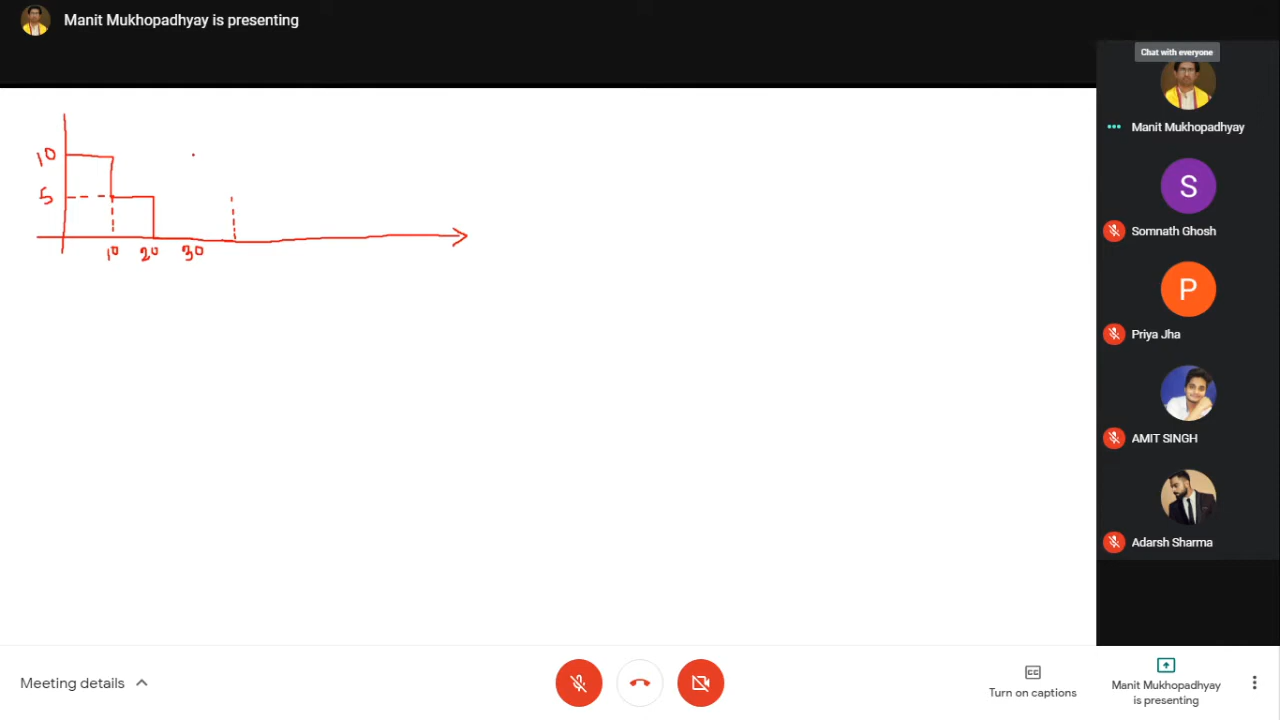 Manit Mukhopadhyay is presenting
Chat with everyone
Manit Mukhopadhyay
S
Somnath Ghosh
P
Priya Jha
AMIT SINGH
Adarsh Sharma
10
5
10 20 30
Meeting details
CC
Turn on captions
Manit Mukhopadhyay
is presenting